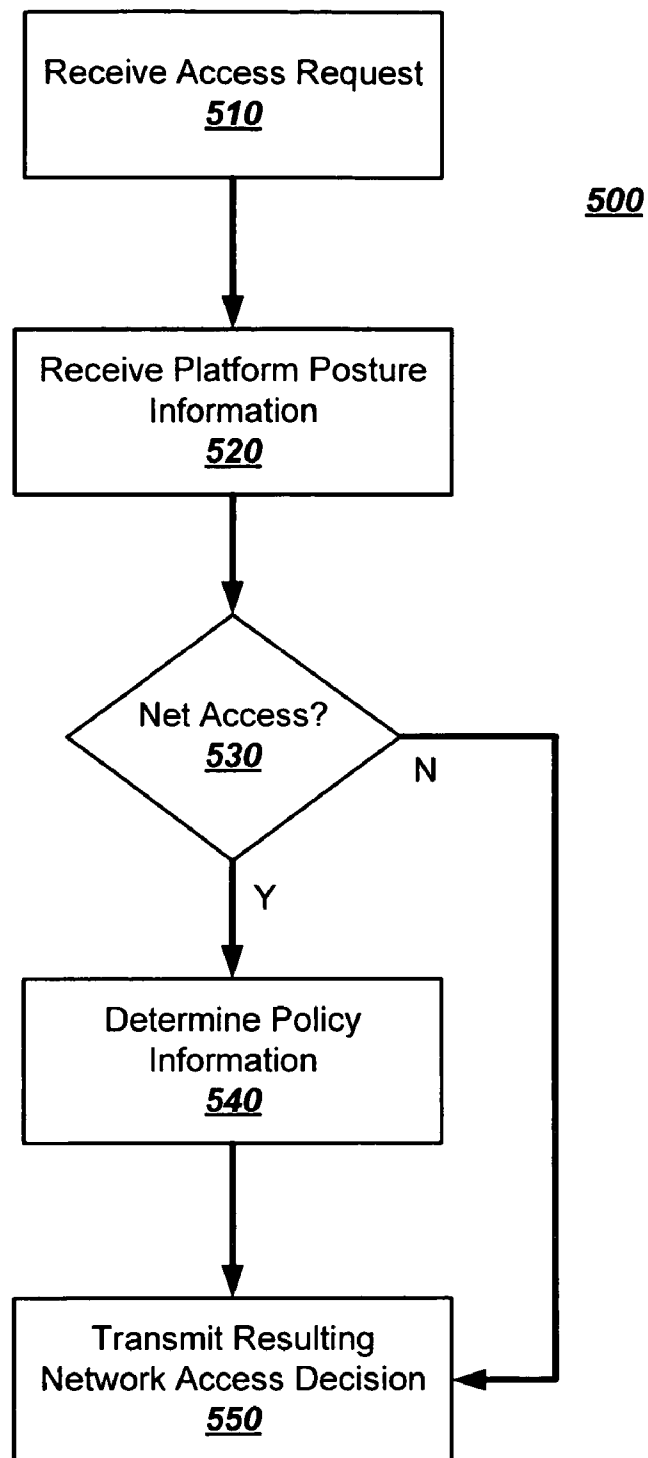 Receive Access Request
510
500
Receive Platform Posture
Information
520
Net Access?
530
N
Y
Determine Policy
Information
540
Transmit Resulting
Network Access Decision
550